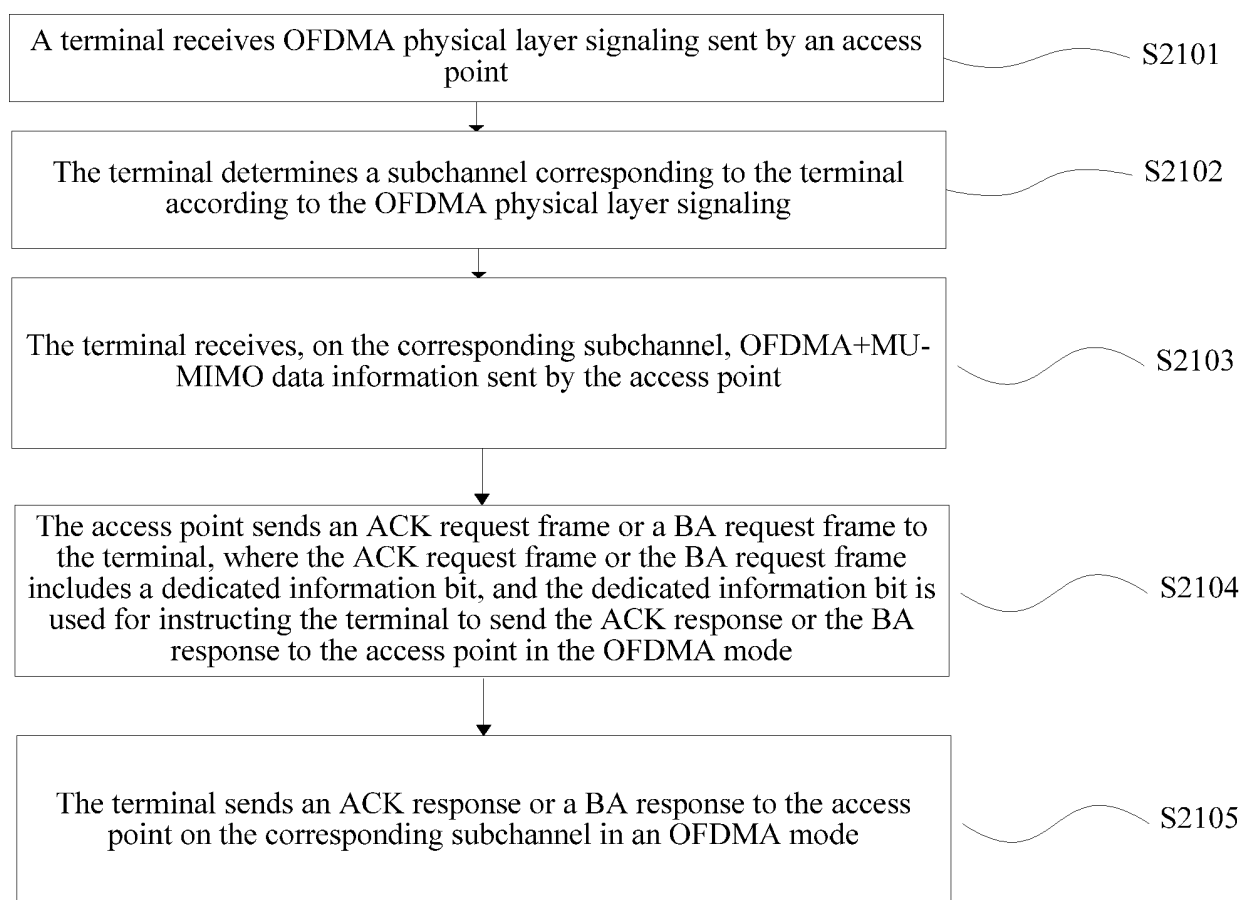 A terminal receives OFDMA physical layer signaling sent by an access
point
S2101
The terminal determines a subchannel corresponding to the terminal
according to the OFDMA physical layer signaling
S2102
The terminal receives, on the corresponding subchannel, OFDMA+MU-
MIMO data information sent by the access point
S2103
The access point sends an ACK request frame or a BA request frame to
the terminal, where the ACK request frame or the BA request frame
includes a dedicated information bit, and the dedicated information bit is
used for instructing the terminal to send the ACK response or the BA
response to the access point in the OFDMA mode
S2104
The terminal sends an ACK response or a BA response to the access
point on the corresponding subchannel in an OFDMA mode
S2105